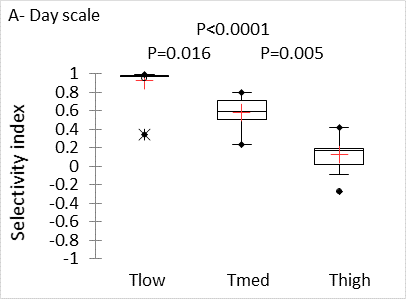 A- Day scale
P<0.0001
P=0.016 P=0.005
Selectivity index
1
0.8
0.6
0.4
0.2
0
-0.2
-0.4
-0.6
-0.8
-1
Tlow Tmed Thigh